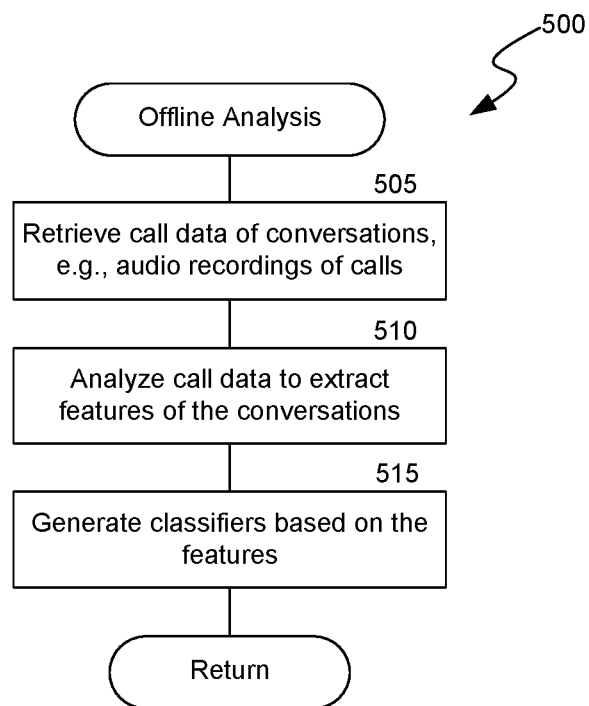 500
Offline Analysis
505
Retrieve call data of conversations,
e.g., audio recordings of calls
510
Analyze call data to extract
features of the conversations
515
Generate classifiers based on the
features
Return